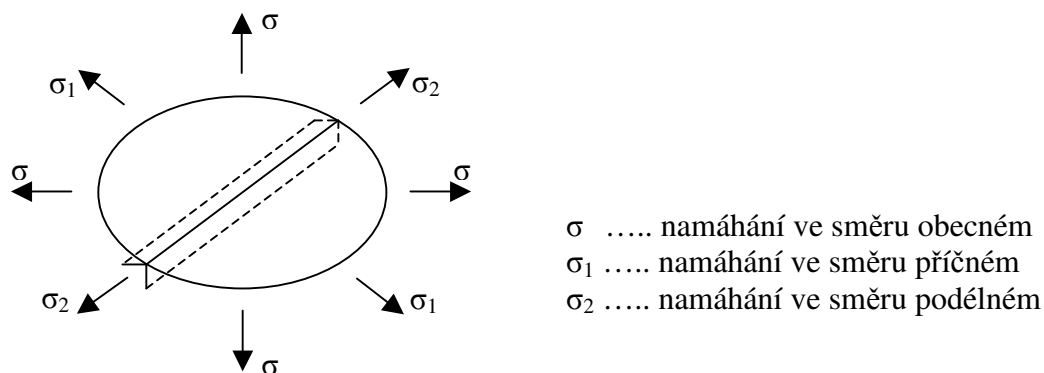 σ
σ₁
σ₂
σ
σ
σ ….. namáhání ve směru obecném
σ₁ ….. namáhání ve směru příčném
σ₂ ….. namáhání ve směru podélném
σ₂
σ₁
σ